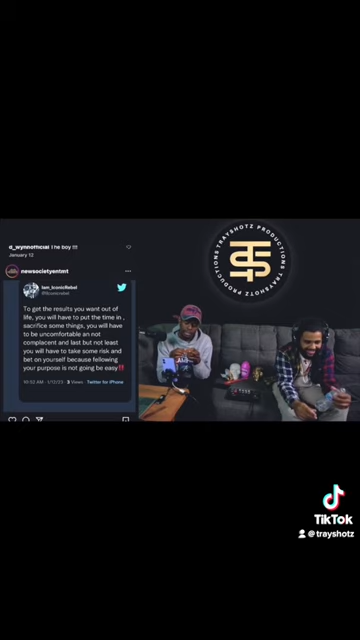 d_wynnofficial The boy !!!!
January 12
newsocietyentmt
Iam_IconicRebel
To get the results you want out of
life, you will have to put the time in ,
sacrifice some things, you will have
to be uncomfortable an not
complacent and last but not least
you will have to take some risk and
bet on yourself because fellowing
your purpose is not going be easy‼️
10:52 AM · 1/12/23 · 3 Views · Twitter for iPhone
TRAYSHOTZ PRODUCTIONS TRAYSHOTZ PRODUCTIONS
TikTok
@trayshotz